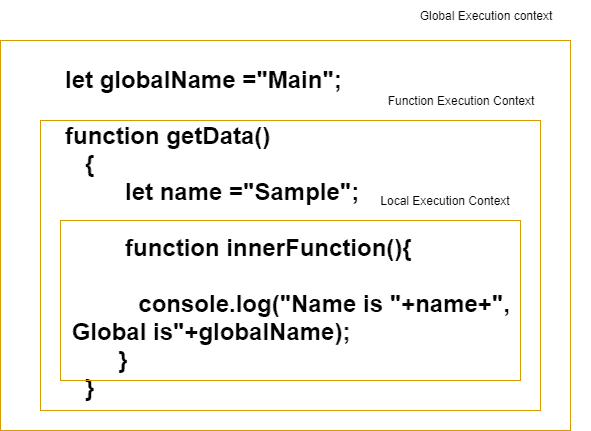 Global Execution context
let globalName ="Main";
Function Execution Context
function getData()
{
let name ="Sample";
Local Execution Context
function innerFunction(){
console.log("Name is "+name+",
Global is"+globalName);
}
}